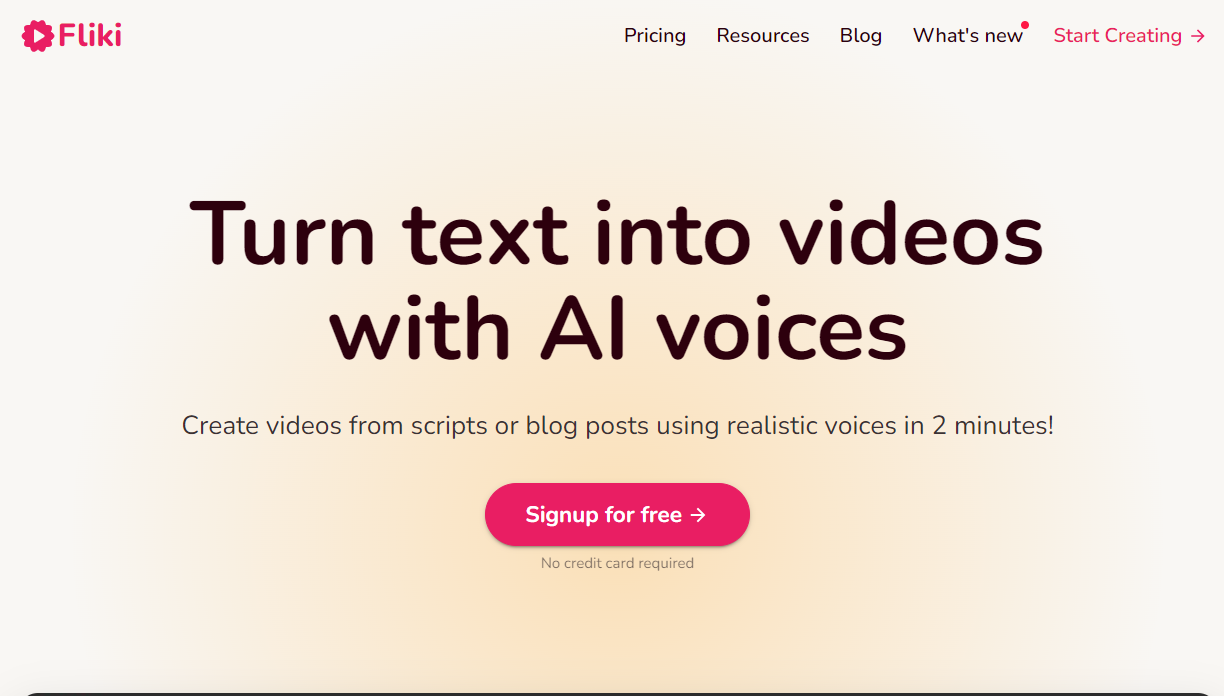 Fliki
Pricing
Resources
Blog
What's new
Start Creating →
Turn text into videos
with AI voices
Create videos from scripts or blog posts using realistic voices in 2 minutes!
Signup for free →
No credit card required